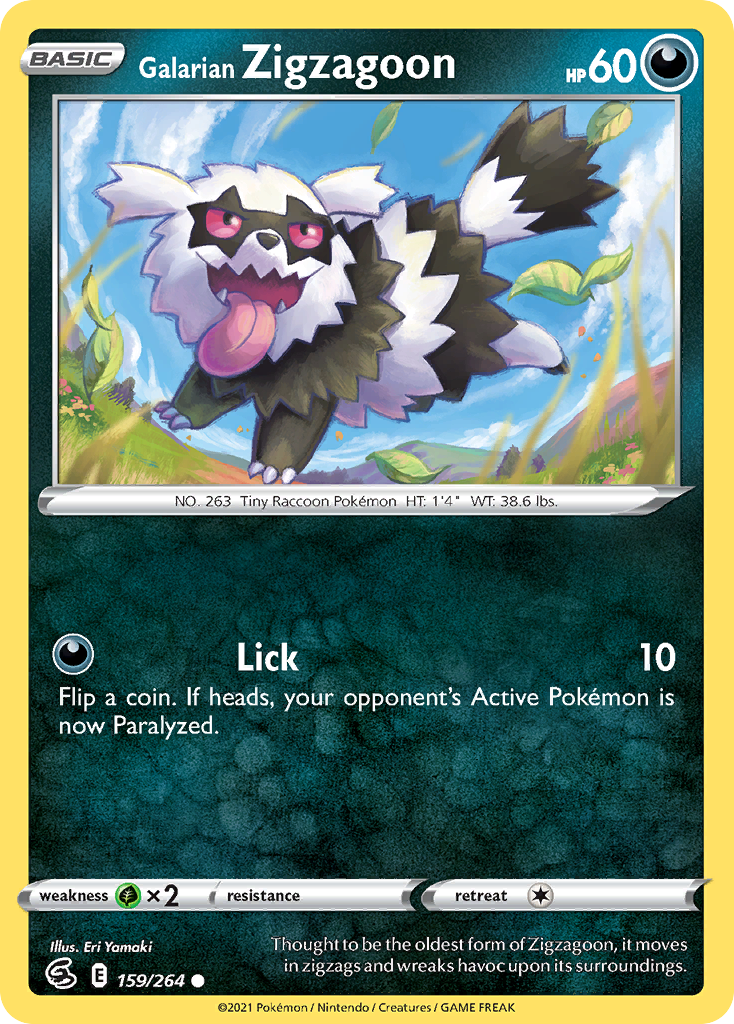 BASIC
Galarian Zigzagoon
HP 60
NO. 263 Tiny Raccoon Pokémon HT: 1'4" WT: 38.6 lbs.
Lick 10
Flip a coin. If heads, your opponent's Active Pokémon is
now Paralyzed.
weakness ×2 resistance retreat
Illus. Eri Yamaki
Thought to be the oldest form of Zigzagoon, it moves
in zigzags and wreaks havoc upon its surroundings.
E 159/264
©2021 Pokémon / Nintendo / Creatures / GAME FREAK